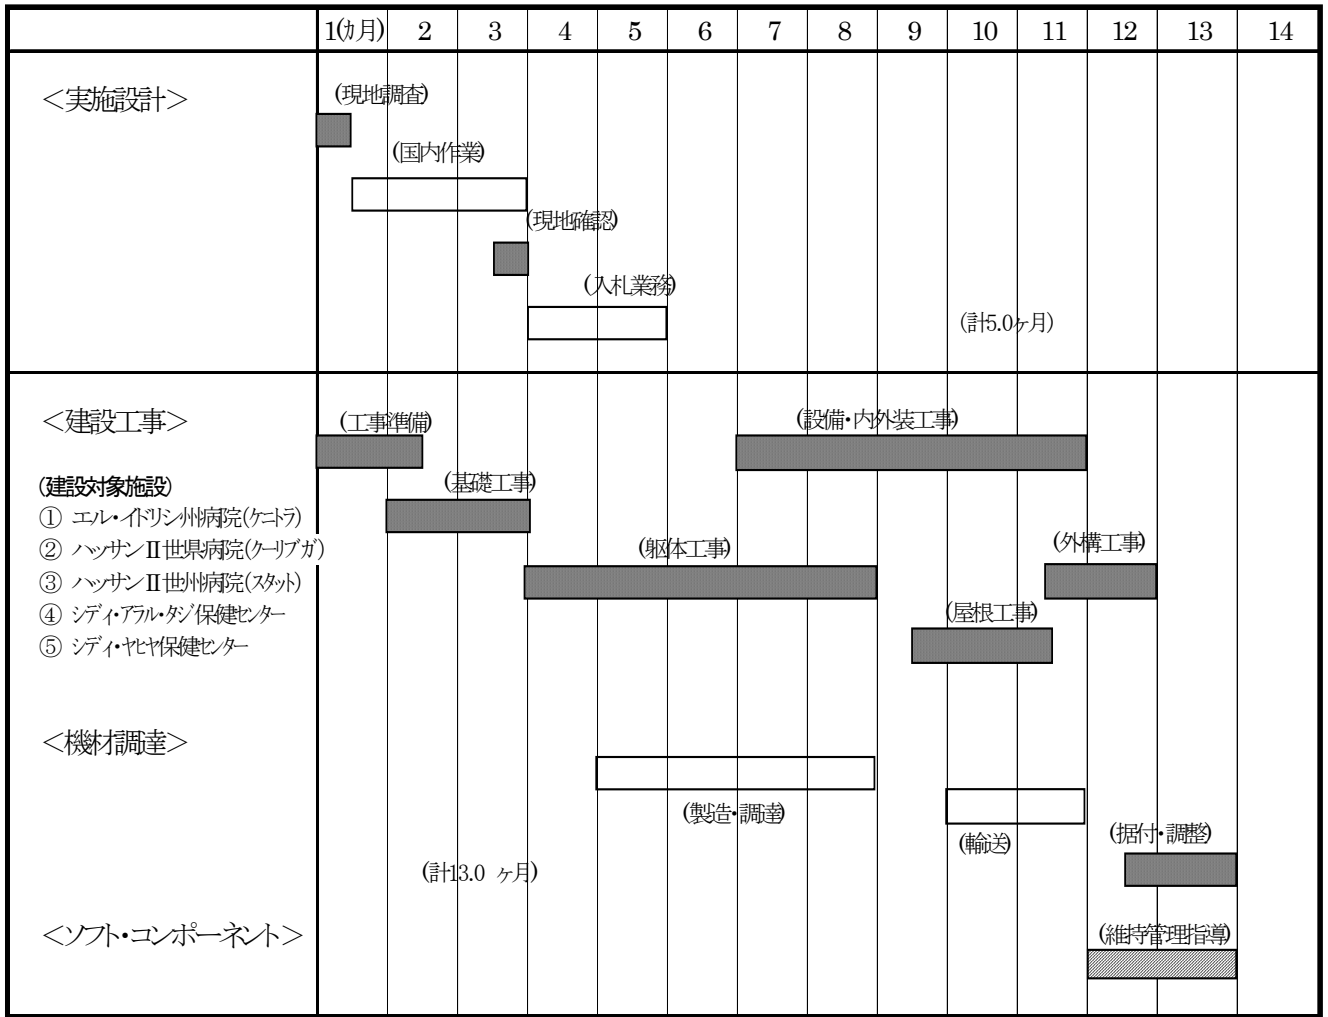 1(ｶ月) 2 3 4 5 6 7 8 9 10 11 12 13 14
＜実施設計＞
(現地調査)
(国内作業)
(現地確認)
(入札業務)
(計5.0ヶ月)
＜建設工事＞
(工事準備)
(設備・内外装工事)
(建設対象施設)
(基礎工事)
① エル・イドリシ州病院(ケニトラ)
② ハッサンⅡ世県病院(クーリブガ)
(躯体工事)
(外構工事)
③ ハッサンⅡ世州病院(スタット)
④ シディ・アラル・タジ保健センター
(屋根工事)
⑤ シディ・ヤヒヤ保健センター
＜機材調達＞
(製造・調達)
(輸送)
(据付・調整)
(計13.0 ヶ月)
＜ソフト・コンポーネント＞
(維持管理指導)